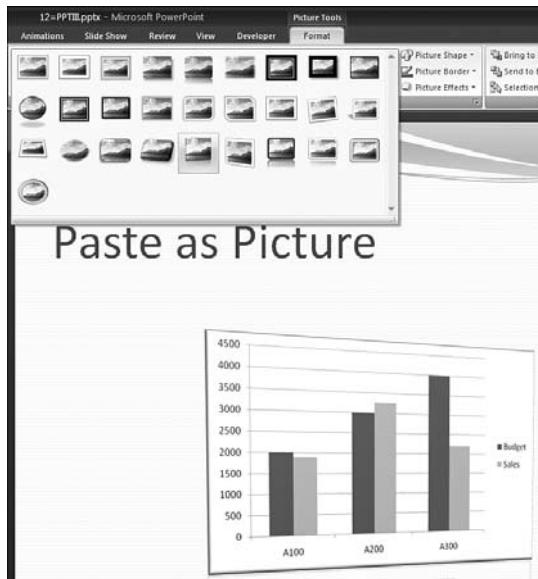 12=PPTIII.pptx - Microsoft PowerPoint
Picture Tools
Animations Slide Show Review View Developer Format
Picture Shape
Picture Border
Picture Effects
Bring to
Send to
Selection
Paste as Picture
4500
4000
3500
3000
2500
2000
1500
1000
500
0
A100 A200 A300
Budget
Sales